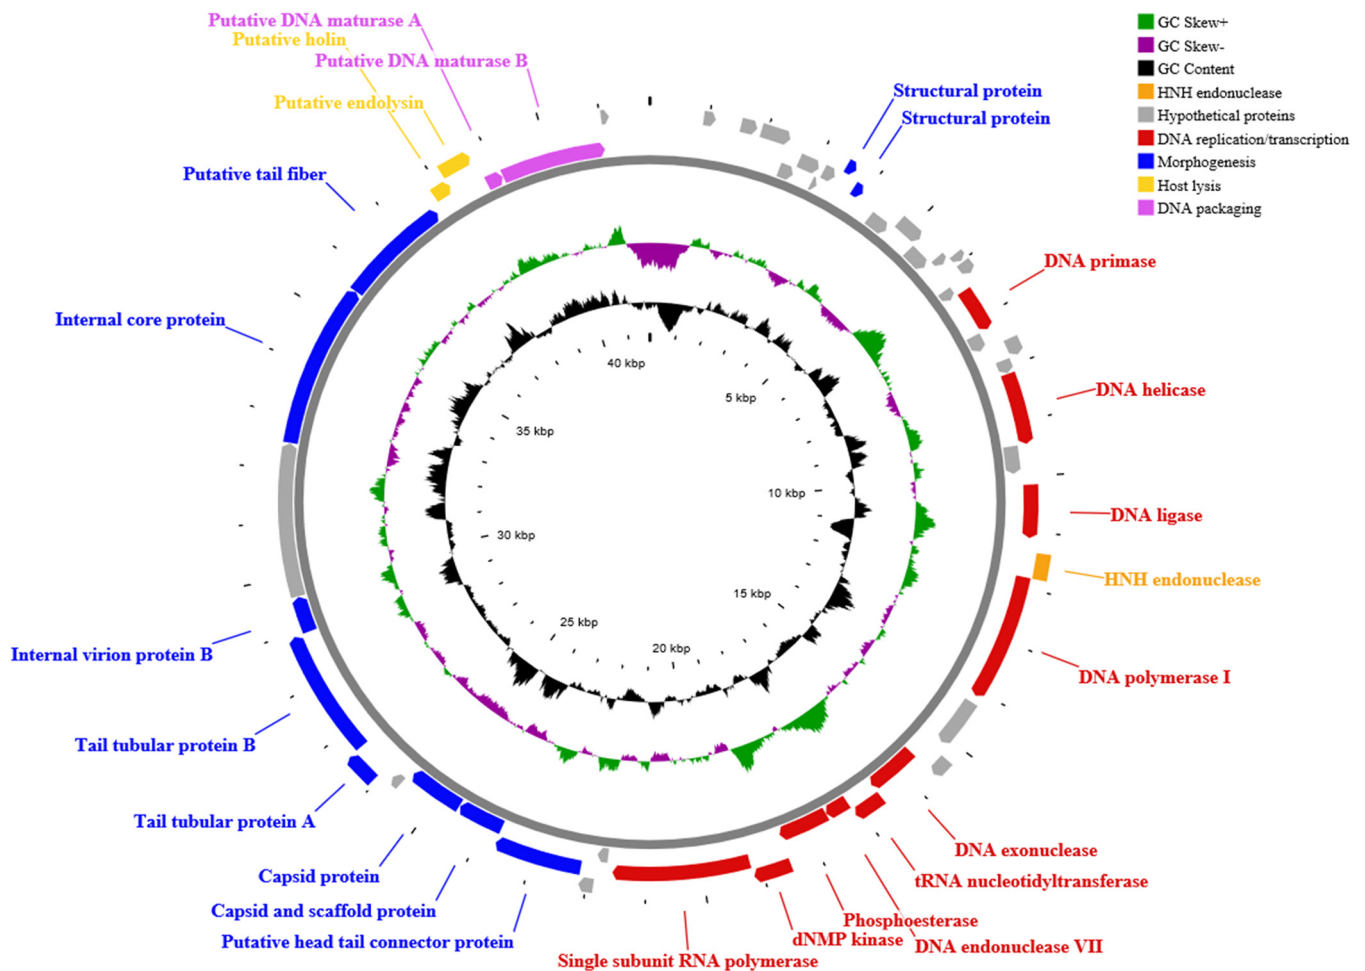 Putative DNA maturase A
Putative holin
Putative DNA maturase B
Putative endolysin
Putative tail fiber
Internal core protein
Internal virion protein B
Tail tubular protein B
Tail tubular protein A
Capsid protein
Capsid and scaffold protein
Putative head tail connector protein
Single subunit RNA polymerase
dNMP kinase
Phosphoesterase
DNA endonuclease VII
tRNA nucleotidyltransferase
DNA exonuclease
DNA polymerase I
HNH endonuclease
DNA ligase
DNA helicase
DNA primase
Structural protein
Structural protein
GC Skew+
GC Skew-
GC Content
HNH endonuclease
Hypothetical proteins
DNA replication/transcription
Morphogenesis
Host lysis
DNA packaging
40 kbp
5 kbp
10 kbp
15 kbp
20 kbp
25 kbp
30 kbp
35 kbp